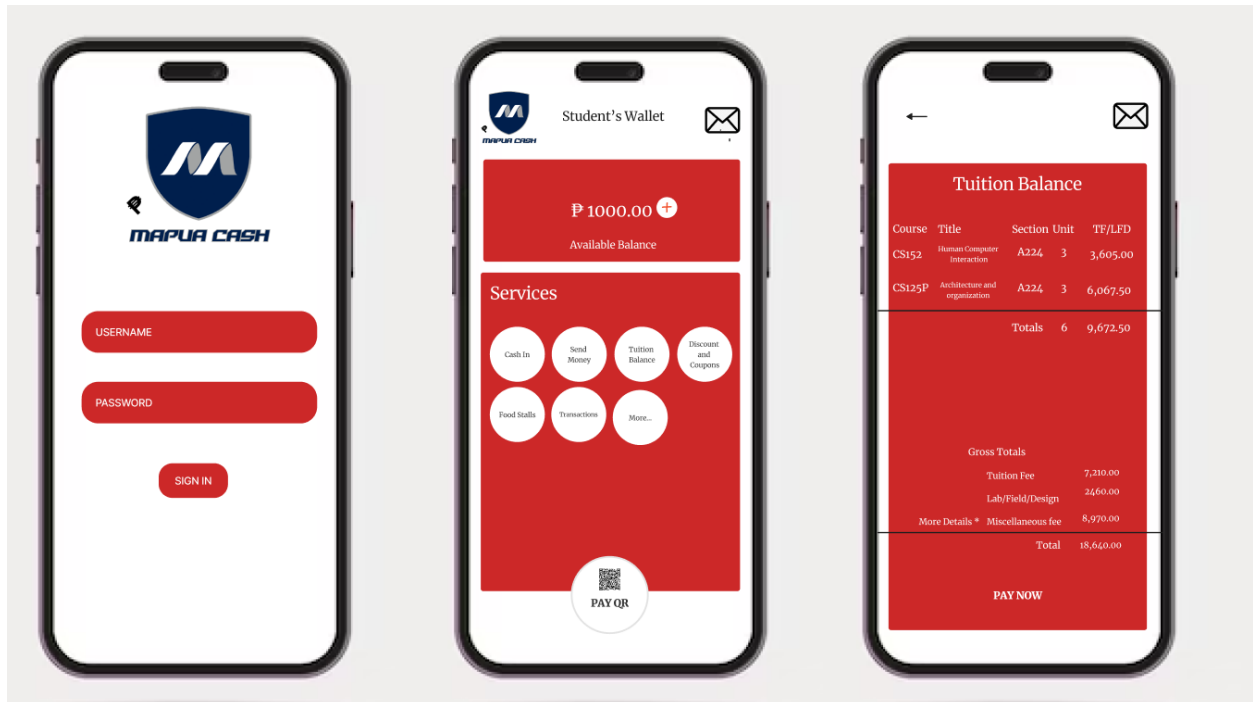 MAPUA CASH
USERNAME
PASSWORD
SIGN IN
MAPUA CASH
Student's Wallet
₱ 1000.00 +
Available Balance
Services
Cash In
Send
Money
Tuition
Balance
Discount
and
Coupons
Food Stalls
Transactions
More...
PAY QR
Tuition Balance
Course Title Section Unit TF/LFD
CS152 Human Computer
Interaction A224 3 3,605.00
CS125P Architecture and
organization A224 3 6,067.50
Totals 6 9,672.50
Gross Totals
Tuition Fee 7,210.00
Lab/Field/Design 2460.00
More Details * Miscellaneous fee 8,970.00
Total 18,640.00
PAY NOW